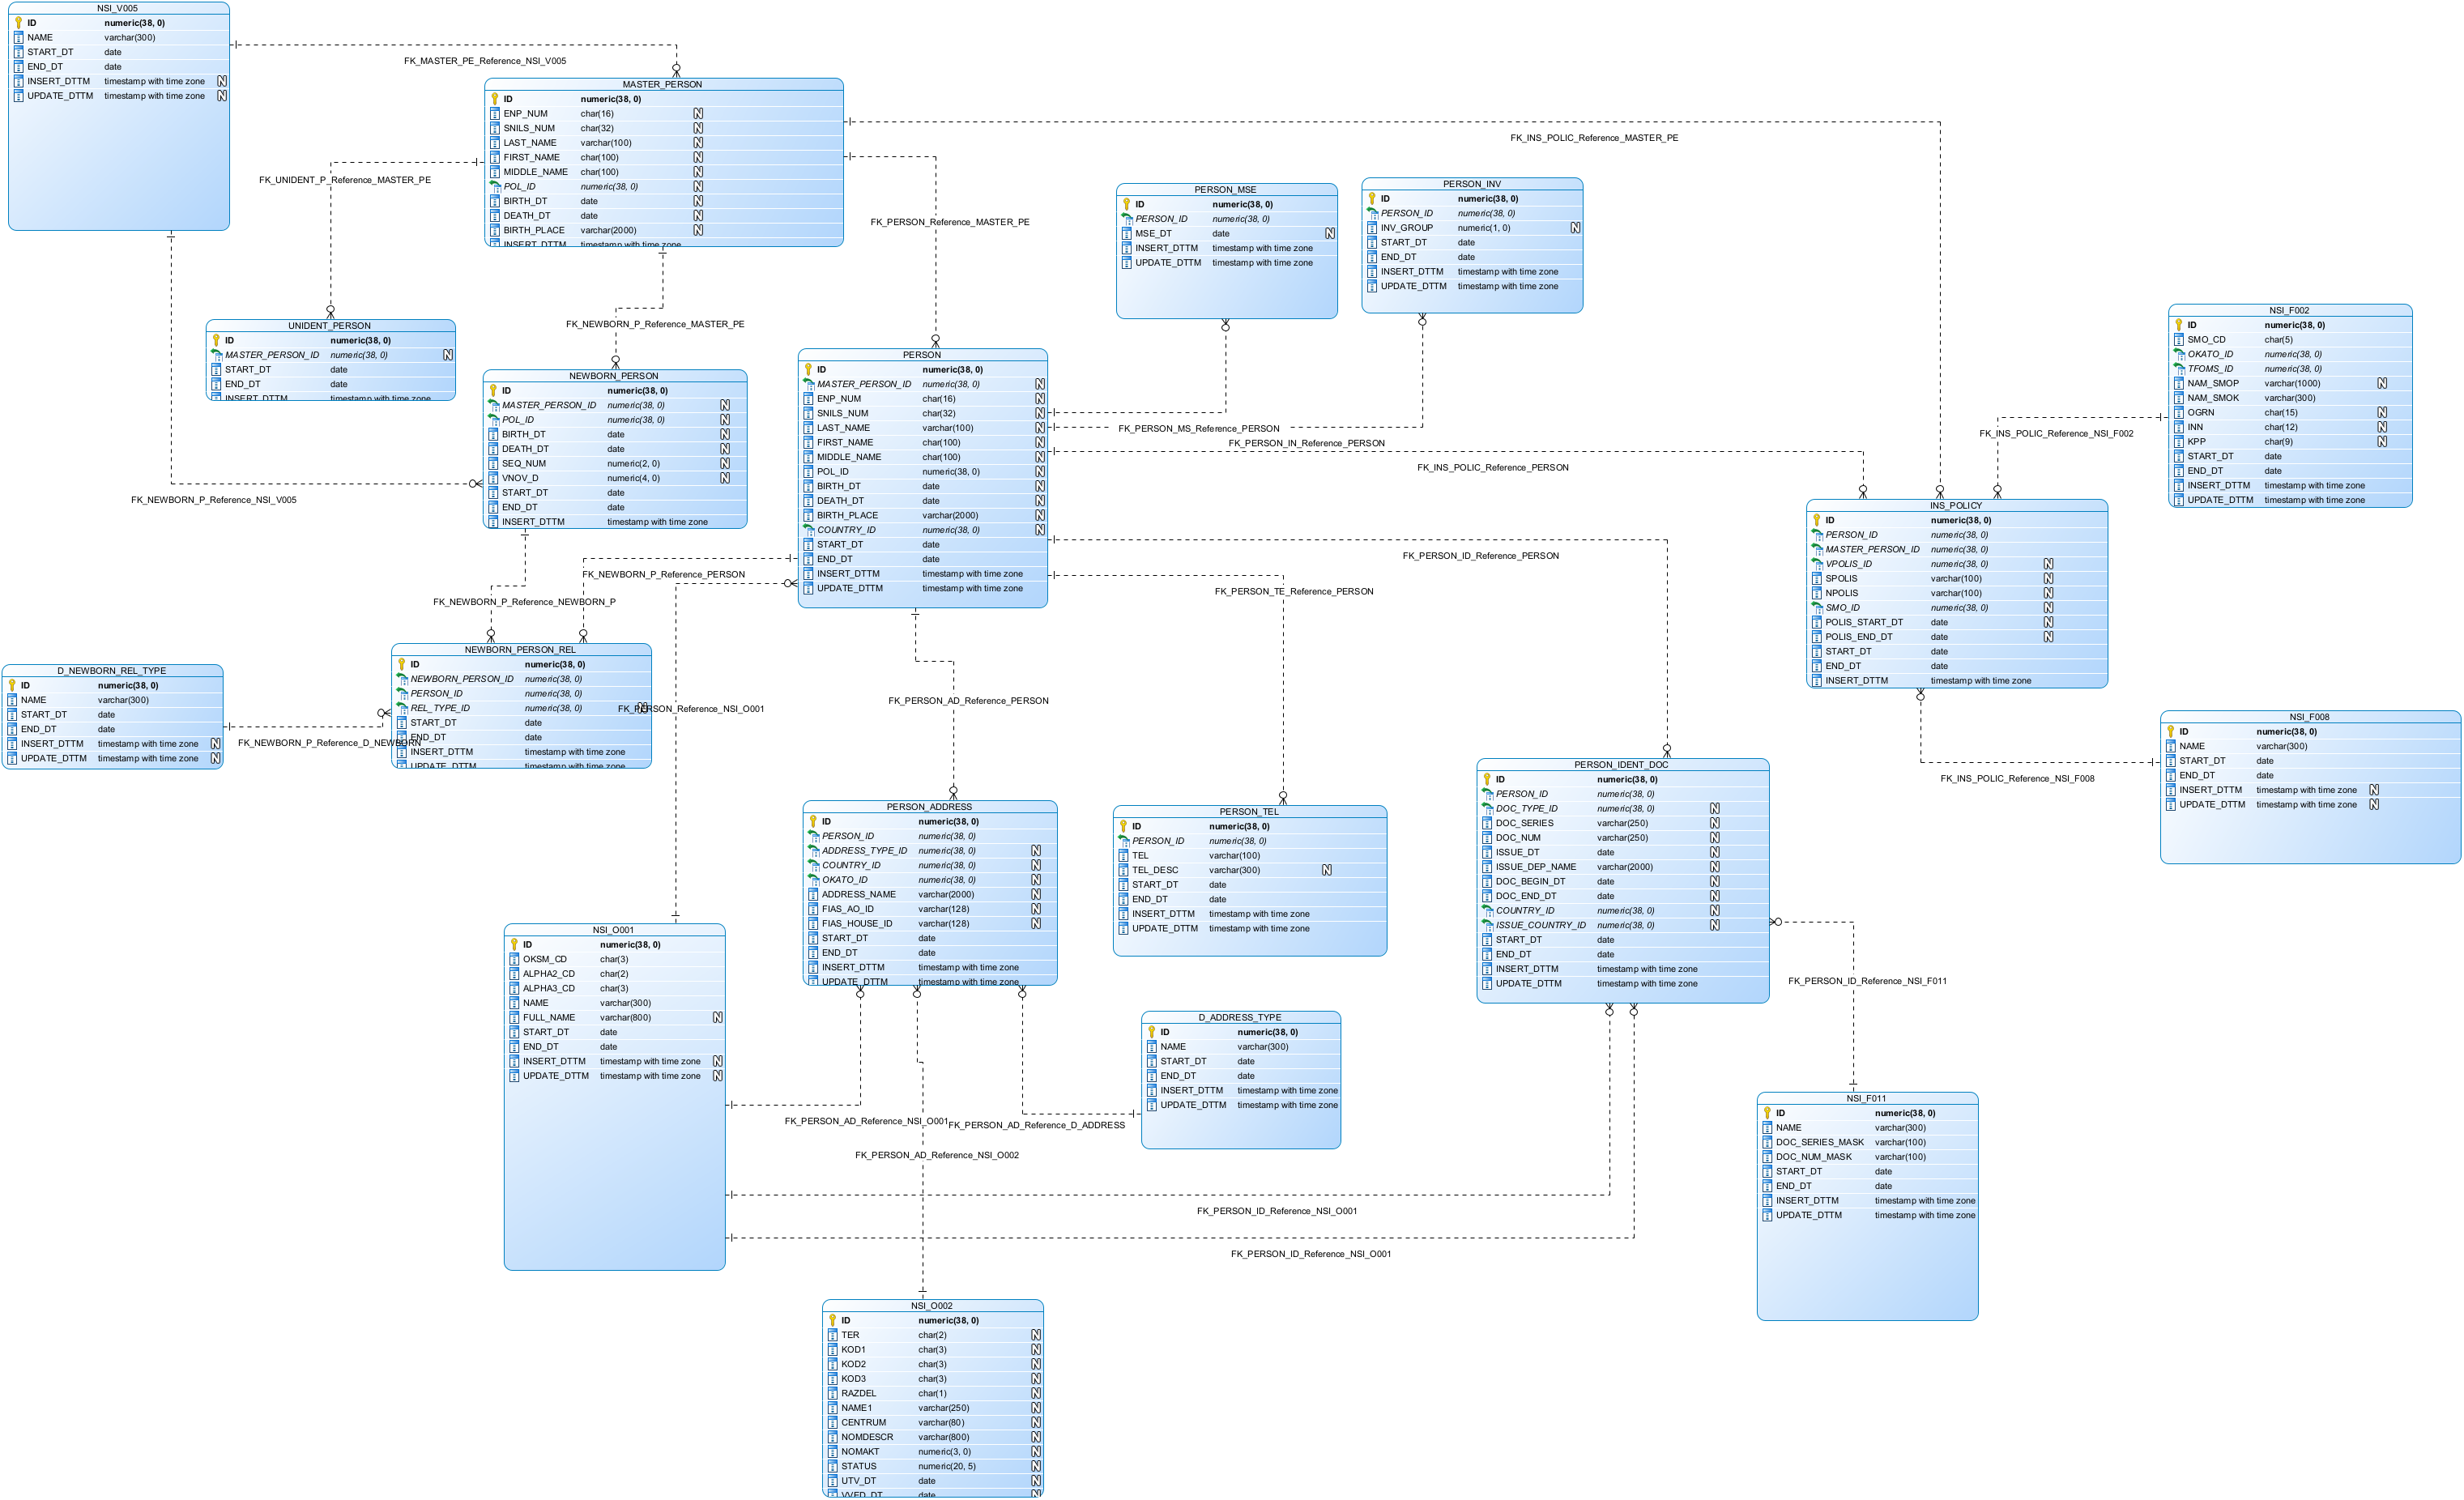 NSI_V005
ID numeric(38, 0)
NAME varchar(300)
START_DT date
END_DT date
INSERT_DTTM timestamp with time zone N
UPDATE_DTTM timestamp with time zone N
FK_MASTER_PE_Reference_NSI_V005
MASTER_PERSON
ID numeric(38, 0)
ENP_NUM char(16) N
SNILS_NUM char(32) N
LAST_NAME varchar(100) N
FIRST_NAME char(100) N
MIDDLE_NAME char(100) N
POL_ID numeric(38, 0) N
BIRTH_DT date N
DEATH_DT date N
BIRTH_PLACE varchar(2000) N
INSERT_DTTM timestamp with time zone
FK_INS_POLIC_Reference_MASTER_PE
FK_UNIDENT_P_Reference_MASTER_PE
FK_PERSON_Reference_MASTER_PE
PERSON_MSE
ID numeric(38, 0)
PERSON_ID numeric(38, 0)
MSE_DT date N
INSERT_DTTM timestamp with time zone
UPDATE_DTTM timestamp with time zone
PERSON_INV
ID numeric(38, 0)
PERSON_ID numeric(38, 0)
INV_GROUP numeric(1, 0) N
START_DT date
END_DT date
INSERT_DTTM timestamp with time zone
UPDATE_DTTM timestamp with time zone
UNIDENT_PERSON
ID numeric(38, 0)
MASTER_PERSON_ID numeric(38, 0) N
START_DT date
END_DT date
INSERT_DTTM timestamp with time zone
FK_NEWBORN_P_Reference_MASTER_PE
NEWBORN_PERSON
ID numeric(38, 0)
MASTER_PERSON_ID numeric(38, 0) N
POL_ID numeric(38, 0) N
BIRTH_DT date N
DEATH_DT date N
SEQ_NUM numeric(2, 0) N
VNOV_D numeric(4, 0) N
START_DT date
END_DT date
INSERT_DTTM timestamp with time zone
FK_NEWBORN_P_Reference_NSI_V005
PERSON
ID numeric(38, 0)
MASTER_PERSON_ID numeric(38, 0) N
ENP_NUM char(16) N
SNILS_NUM char(32) N
LAST_NAME varchar(100) N
FIRST_NAME char(100) N
MIDDLE_NAME char(100) N
POL_ID numeric(38, 0) N
BIRTH_DT date N
DEATH_DT date N
BIRTH_PLACE varchar(2000) N
COUNTRY_ID numeric(38, 0) N
START_DT date
END_DT date
INSERT_DTTM timestamp with time zone
UPDATE_DTTM timestamp with time zone
FK_PERSON_MS_Reference_PERSON
FK_PERSON_IN_Reference_PERSON
FK_INS_POLIC_Reference_PERSON
FK_INS_POLIC_Reference_NSI_F002
NSI_F002
ID numeric(38, 0)
SMO_CD char(5)
OKATO_ID numeric(38, 0)
TFOMS_ID numeric(38, 0)
NAM_SMOP varchar(1000) N
NAM_SMOK varchar(300)
OGRN char(15) N
INN char(12) N
KPP char(9) N
START_DT date
END_DT date
INSERT_DTTM timestamp with time zone
UPDATE_DTTM timestamp with time zone
INS_POLICY
ID numeric(38, 0)
PERSON_ID numeric(38, 0)
MASTER_PERSON_ID numeric(38, 0)
VPOLIS_ID numeric(38, 0) N
SPOLIS varchar(100) N
NPOLIS varchar(100) N
SMO_ID numeric(38, 0) N
POLIS_START_DT date N
POLIS_END_DT date N
START_DT date
END_DT date
INSERT_DTTM timestamp with time zone
FK_PERSON_ID_Reference_PERSON
FK_PERSON_TE_Reference_PERSON
FK_NEWBORN_P_Reference_PERSON
FK_NEWBORN_P_Reference_NEWBORN_P
D_NEWBORN_REL_TYPE
ID numeric(38, 0)
NAME varchar(300)
START_DT date
END_DT date
INSERT_DTTM timestamp with time zone N
UPDATE_DTTM timestamp with time zone N
FK_NEWBORN_P_Reference_D_NEWBORN
NEWBORN_PERSON_REL
ID numeric(38, 0)
NEWBORN_PERSON_ID numeric(38, 0)
PERSON_ID numeric(38, 0)
REL_TYPE_ID numeric(38, 0) N
START_DT date
END_DT date
INSERT_DTTM timestamp with time zone
UPDATE_DTTM timestamp with time zone
FK_PERSON_Reference_NSI_O001
FK_PERSON_AD_Reference_PERSON
NSI_F008
ID numeric(38, 0)
NAME varchar(300)
START_DT date
END_DT date
INSERT_DTTM timestamp with time zone N
UPDATE_DTTM timestamp with time zone N
FK_INS_POLIC_Reference_NSI_F008
PERSON_ADDRESS
ID numeric(38, 0)
PERSON_ID numeric(38, 0)
ADDRESS_TYPE_ID numeric(38, 0) N
COUNTRY_ID numeric(38, 0) N
OKATO_ID numeric(38, 0) N
ADDRESS_NAME varchar(2000) N
FIAS_AO_ID varchar(128) N
FIAS_HOUSE_ID varchar(128) N
START_DT date
END_DT date
INSERT_DTTM timestamp with time zone
UPDATE_DTTM timestamp with time zone
PERSON_TEL
ID numeric(38, 0)
PERSON_ID numeric(38, 0)
TEL varchar(100)
TEL_DESC varchar(300) N
START_DT date
END_DT date
INSERT_DTTM timestamp with time zone
UPDATE_DTTM timestamp with time zone
PERSON_IDENT_DOC
ID numeric(38, 0)
PERSON_ID numeric(38, 0)
DOC_TYPE_ID numeric(38, 0) N
DOC_SERIES varchar(250) N
DOC_NUM varchar(250) N
ISSUE_DT date N
ISSUE_DEP_NAME varchar(2000) N
DOC_BEGIN_DT date N
DOC_END_DT date N
COUNTRY_ID numeric(38, 0) N
ISSUE_COUNTRY_ID numeric(38, 0) N
START_DT date
END_DT date
INSERT_DTTM timestamp with time zone
UPDATE_DTTM timestamp with time zone
FK_PERSON_ID_Reference_NSI_F011
NSI_O001
ID numeric(38, 0)
OKSM_CD char(3)
ALPHA2_CD char(2)
ALPHA3_CD char(3)
NAME varchar(300)
FULL_NAME varchar(800) N
START_DT date
END_DT date
INSERT_DTTM timestamp with time zone N
UPDATE_DTTM timestamp with time zone N
D_ADDRESS_TYPE
ID numeric(38, 0)
NAME varchar(300)
START_DT date
END_DT date
INSERT_DTTM timestamp with time zone
UPDATE_DTTM timestamp with time zone
FK_PERSON_AD_Reference_NSI_O001
FK_PERSON_AD_Reference_D_ADDRESS
FK_PERSON_AD_Reference_NSI_O002
NSI_F011
ID numeric(38, 0)
NAME varchar(300)
DOC_SERIES_MASK varchar(100)
DOC_NUM_MASK varchar(100)
START_DT date
END_DT date
INSERT_DTTM timestamp with time zone
UPDATE_DTTM timestamp with time zone
FK_PERSON_ID_Reference_NSI_O001
FK_PERSON_ID_Reference_NSI_O001
NSI_O002
ID numeric(38, 0)
TER char(2) N
KOD1 char(3) N
KOD2 char(3) N
KOD3 char(3) N
RAZDEL char(1) N
NAME1 varchar(250) N
CENTRUM varchar(80) N
NOMDESCR varchar(800) N
NOMAKT numeric(3, 0) N
STATUS numeric(20, 5) N
UTV_DT date N
VVED_DT date N